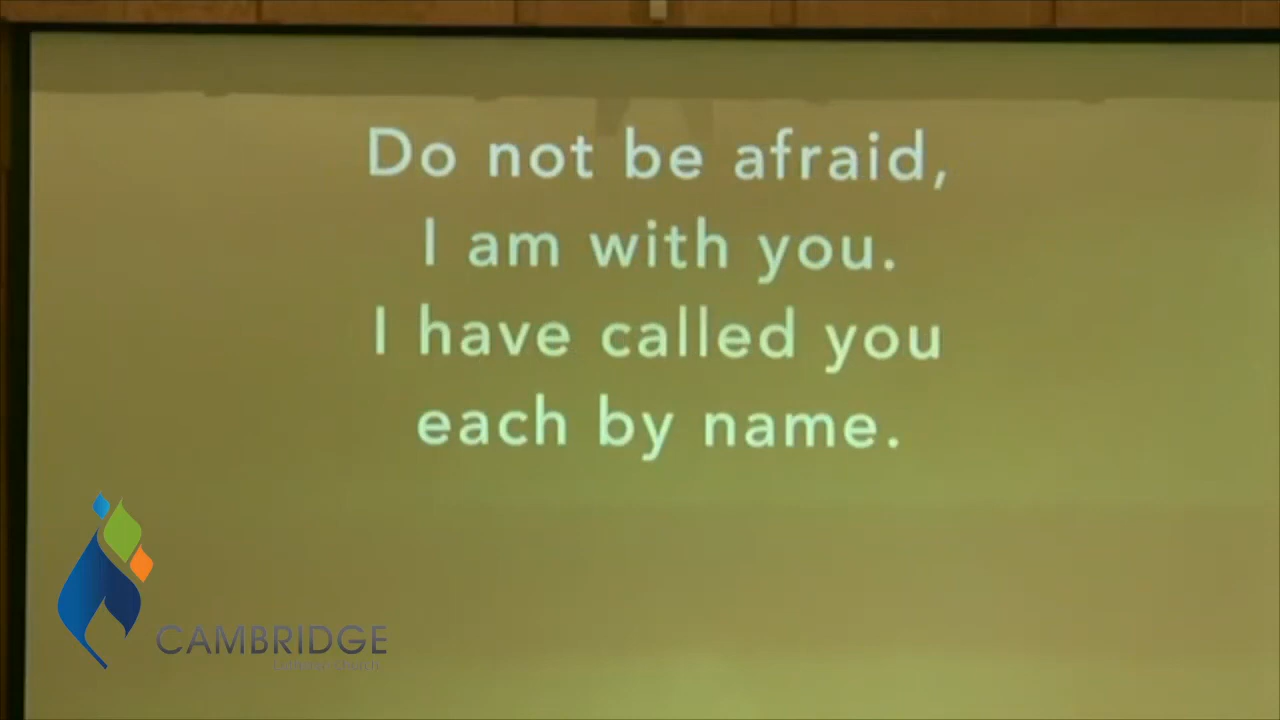 Do not be afraid,
I am with you.
I have called you
each by name.
CAMBRIDGE